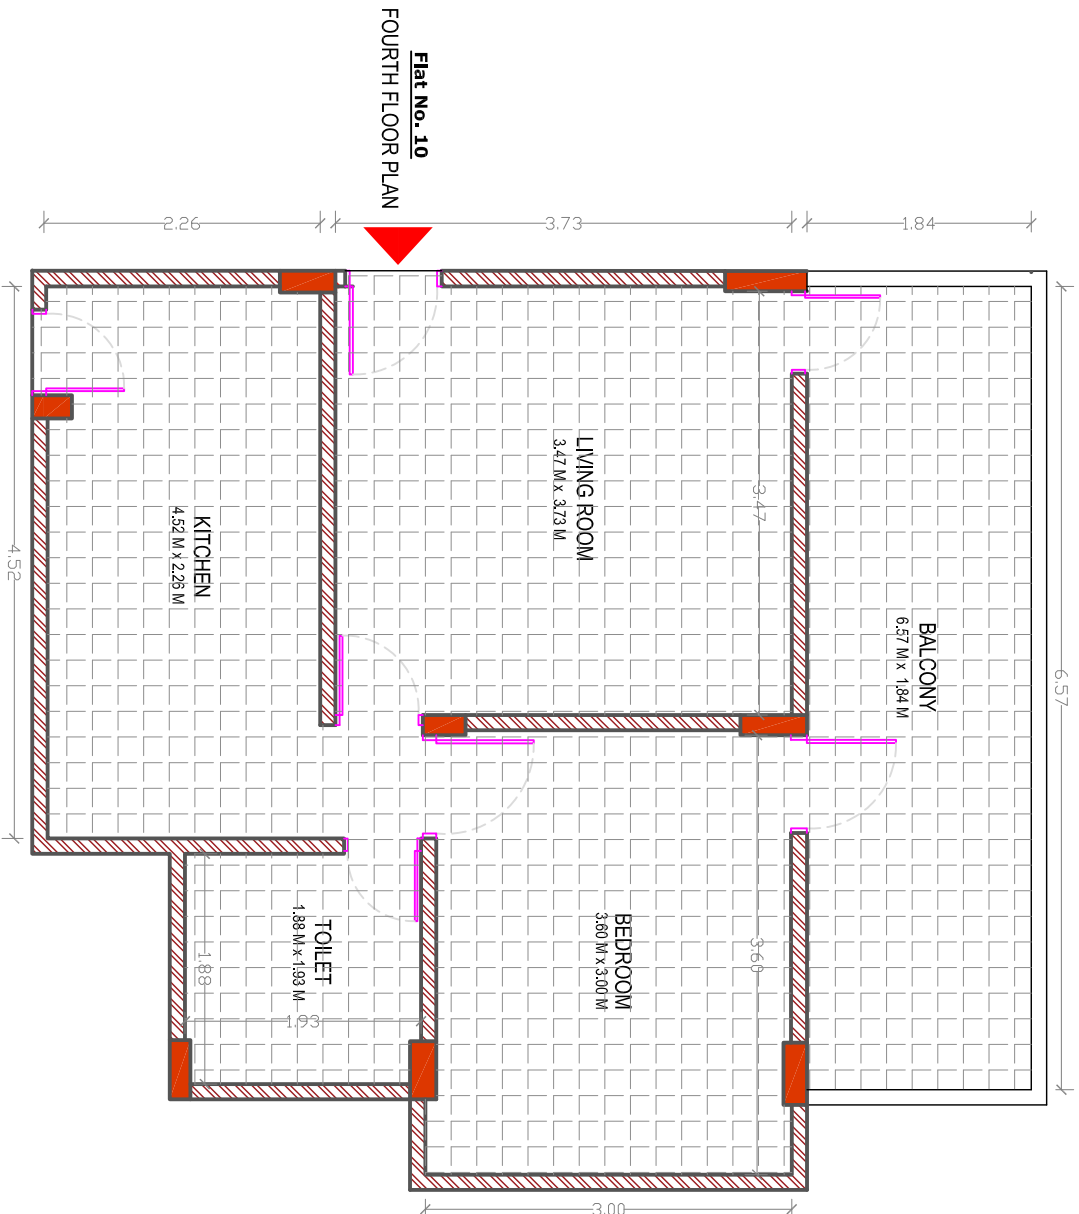 Flat No. 10
FOURTH FLOOR PLAN
2.26
3.73
1.84
LIVING ROOM
3.47 M x 3.73 M
3.47
KITCHEN
4.52 M x 2.26 M
4.52
BALCONY
6.57 M x 1.84 M
6.57
TOILET
1.88 M x 1.93 M
1.88
1.93
BEDROOM
3.60 M x 3.00 M
3.60
3.00